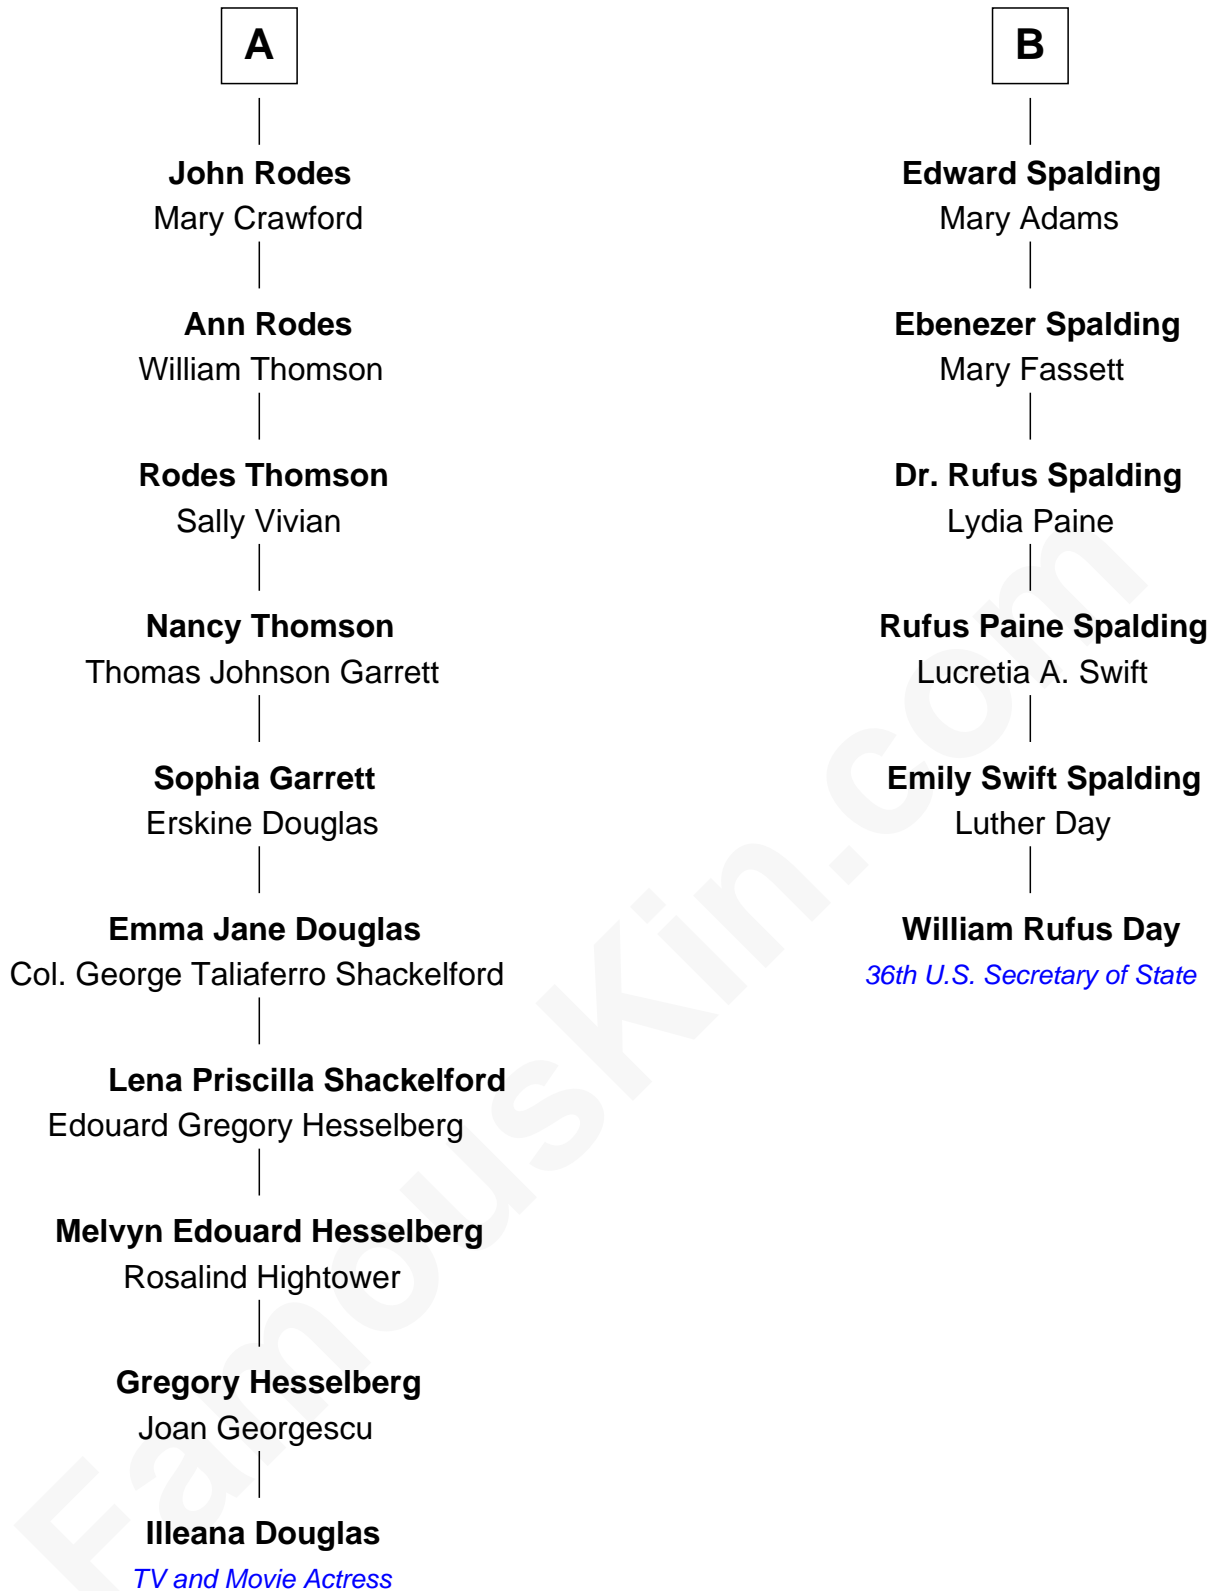 A
John Rodes
Mary Crawford
Ann Rodes
William Thomson
Rodes Thomson
Sally Vivian
Nancy Thomson
Thomas Johnson Garrett
Sophia Garrett
Erskine Douglas
Emma Jane Douglas
Col. George Taliaferro Shackelford
Lena Priscilla Shackelford
Edouard Gregory Hesselberg
Melvyn Edouard Hesselberg
Rosalind Hightower
Gregory Hesselberg
Joan Georgescu
Illeana Douglas
TV and Movie Actress
B
Edward Spalding
Mary Adams
Ebenezer Spalding
Mary Fassett
Dr. Rufus Spalding
Lydia Paine
Rufus Paine Spalding
Lucretia A. Swift
Emily Swift Spalding
Luther Day
William Rufus Day
36th U.S. Secretary of State
FamousKin.com